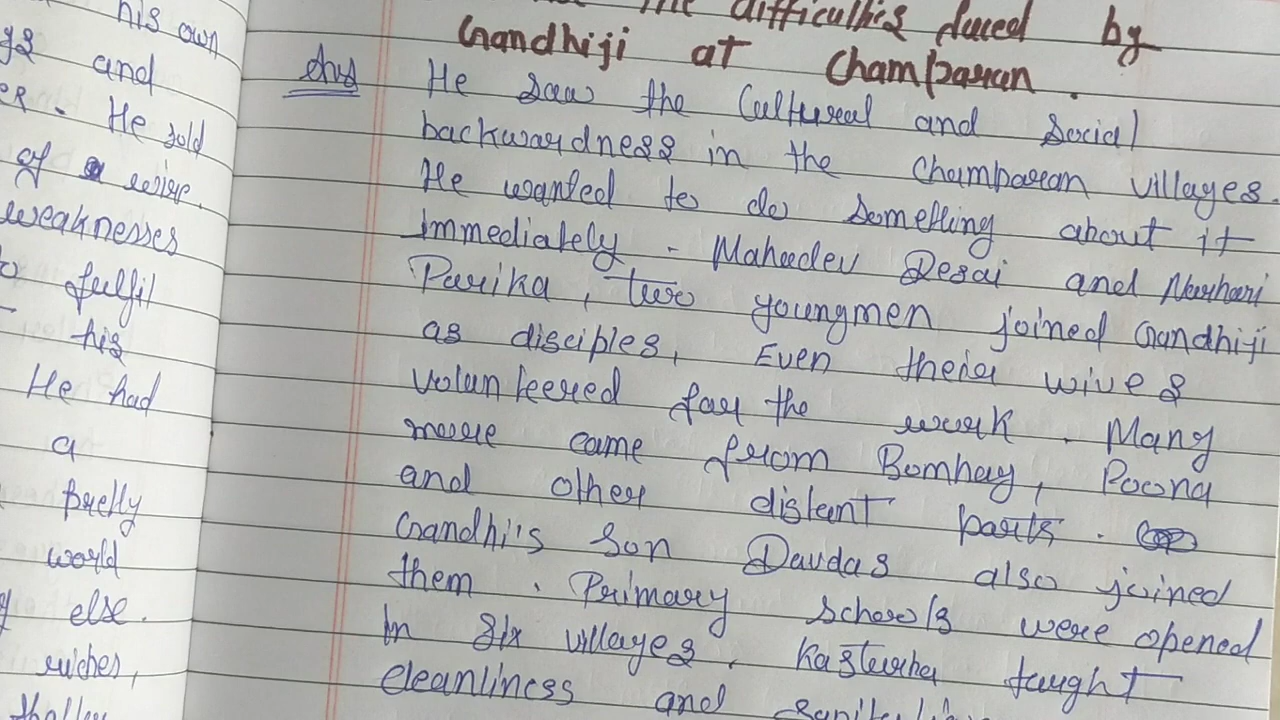 his own
and
He sold
of wise.
weaknesses
fulfil
his
He had
a
pretty
world
else.
riches,
The difficulties faced by
Gandhiji at Champaran.
Ans He saw the Cultural and Social
backwardness in the Champaran villages.
He wanted to do something about it
immediately. Mahadev Desai and Narhari
Parika, two youngmen joined Gandhiji
as disciples, Even their wives
volunteered for the work. Many
more came from Bombay, Poona
and other distant parts.
Gandhi's Son Davdas also joined
them. Primary schools were opened
in six villages. Kasturba taught
cleanliness and